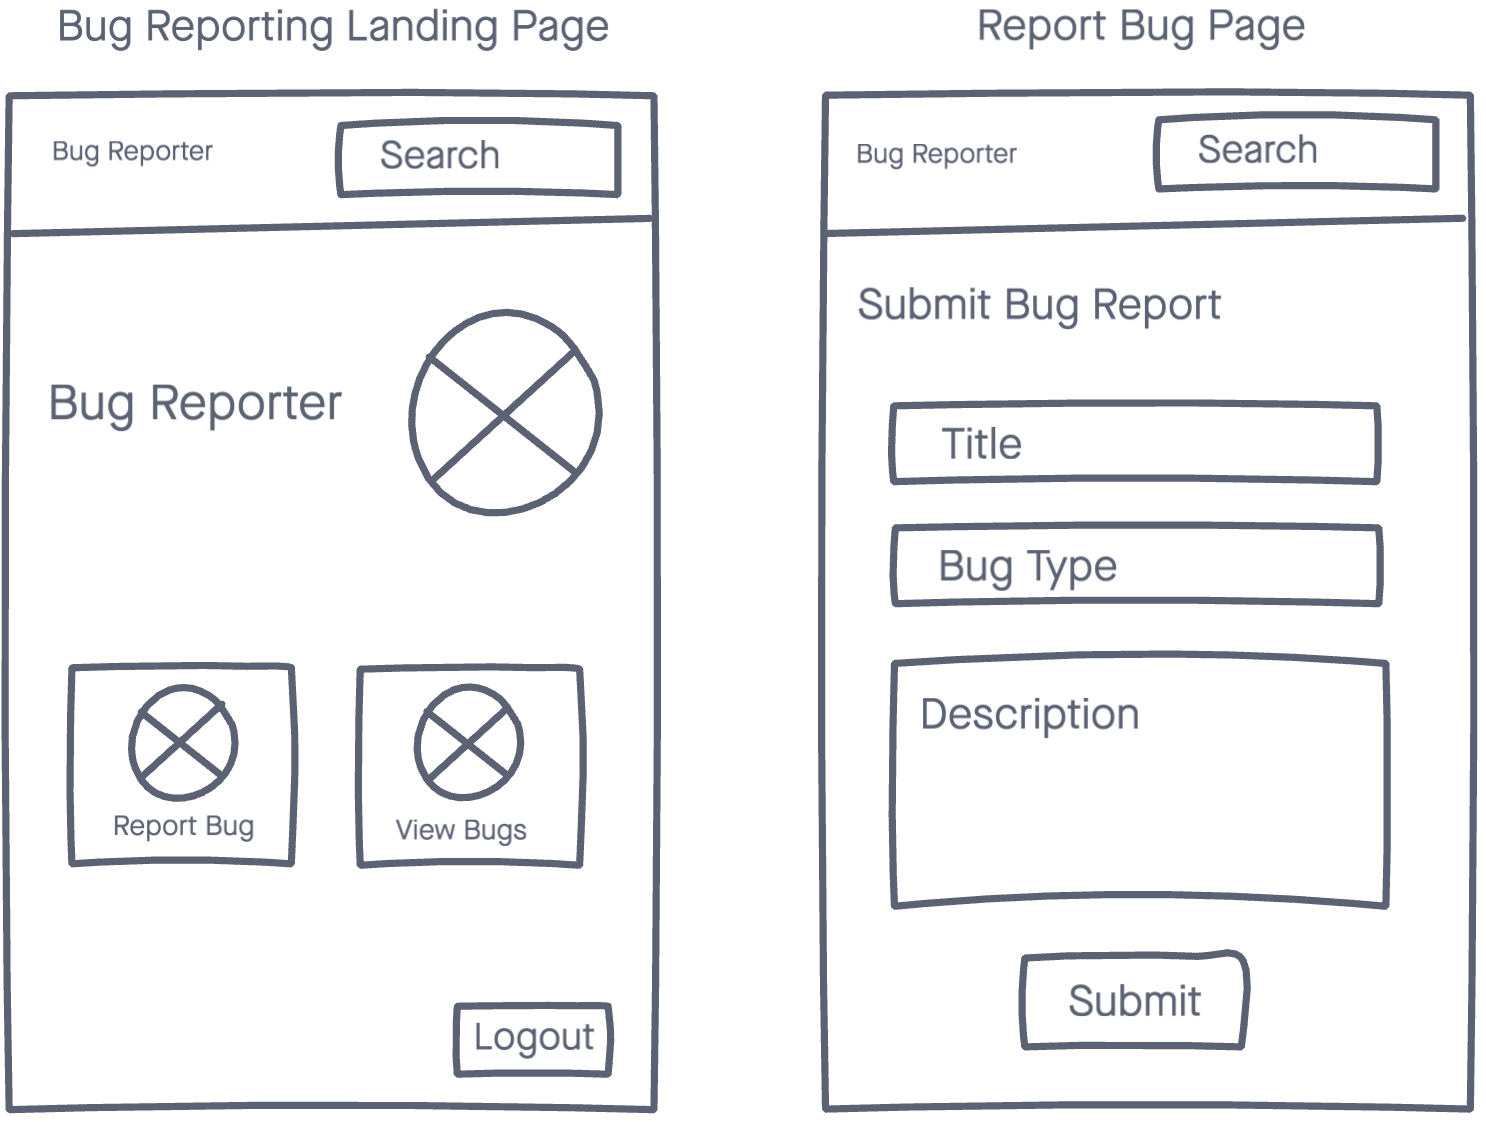 Bug Reporting Landing Page
Bug Reporter
Search
Bug Reporter
Report Bug
View Bugs
Logout
Report Bug Page
Bug Reporter
Search
Submit Bug Report
Title
Bug Type
Description
Submit